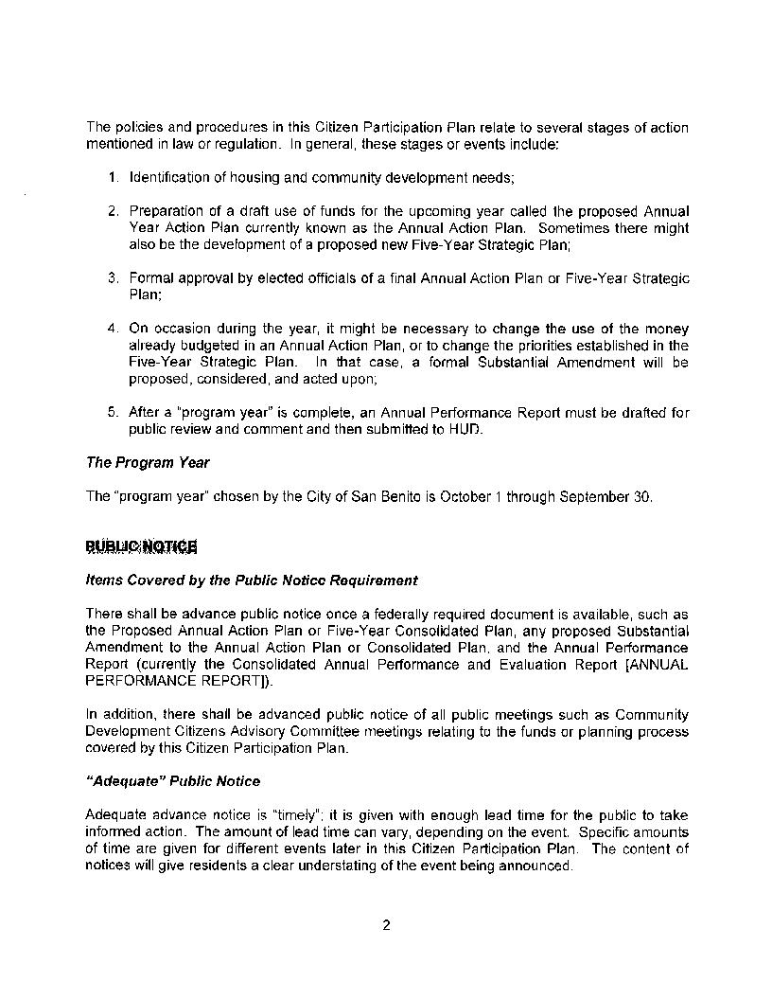 The policies and procedures in this Citizen Participation Plan relate to several stages of action
mentioned in law or regulation. In general, these stages or events include:
1. Identification of housing and community development needs;
2. Preparation of a draft use of funds for the upcoming year called the proposed Annual
Year Action Plan currently known as the Annual Action Plan. Sometimes there might
also be the development of a proposed new Five-Year Strategic Plan;
3. Formal approval by elected officials of a final Annual Action Plan or Five-Year Strategic
Plan;
4. On occasion during the year, it might be necessary to change the use of the money
already budgeted in an Annual Action Plan, or to change the priorities established in the
Five-Year Strategic Plan. In that case, a formal Substantial Amendment will be
proposed, considered, and acted upon;
5. After a "program year" is complete, an Annual Performance Report must be drafted for
public review and comment and then submitted to HUD.
The Program Year
The "program year" chosen by the City of San Benito is October 1 through September 30.
PUBLIC NOTICE
Items Covered by the Public Notice Requirement
There shall be advance public notice once a federally required document is available, such as
the Proposed Annual Action Plan or Five-Year Consolidated Plan, any proposed Substantial
Amendment to the Annual Action Plan or Consolidated Plan, and the Annual Performance
Report (currently the Consolidated Annual Performance and Evaluation Report [ANNUAL
PERFORMANCE REPORT]).
In addition, there shall be advanced public notice of all public meetings such as Community
Development Citizens Advisory Committee meetings relating to the funds or planning process
covered by this Citizen Participation Plan.
"Adequate" Public Notice
Adequate advance notice is "timely"; it is given with enough lead time for the public to take
informed action. The amount of lead time can vary, depending on the event. Specific amounts
of time are given for different events later in this Citizen Participation Plan. The content of
notices will give residents a clear understating of the event being announced.
2